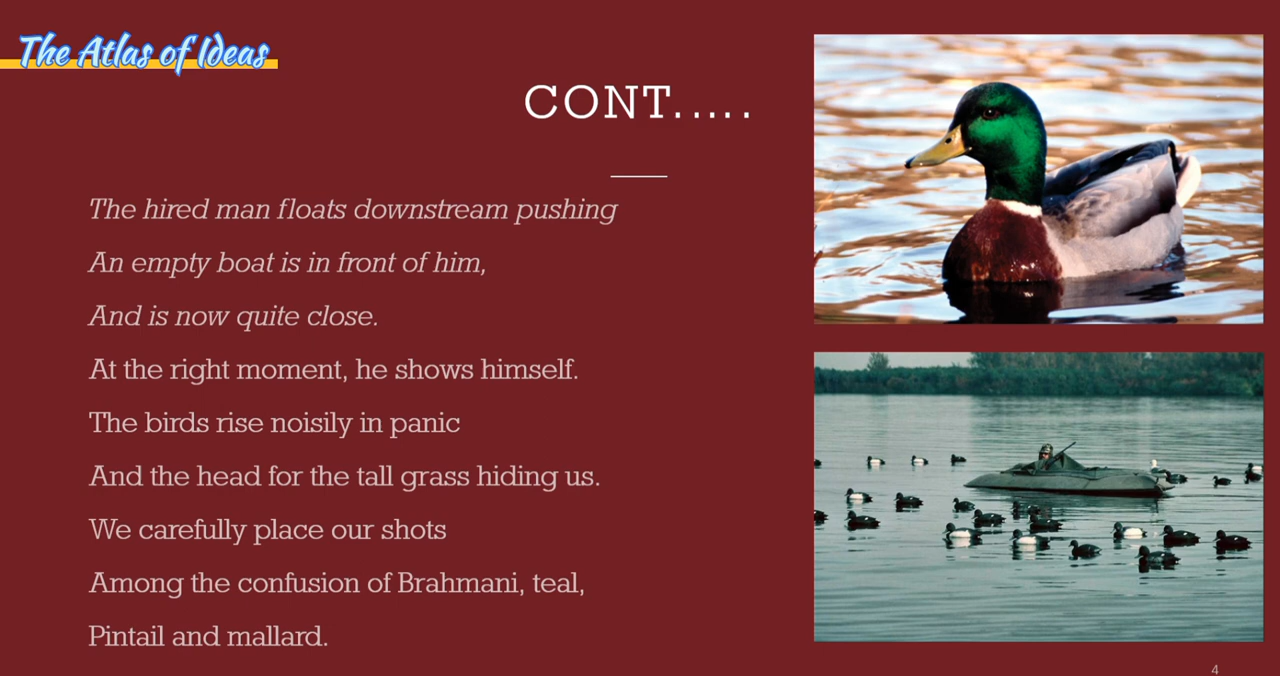 The Atlas of Ideas
CONT.....
The hired man floats downstream pushing
An empty boat is in front of him,
And is now quite close.
At the right moment, he shows himself.
The birds rise noisily in panic
And the head for the tall grass hiding us.
We carefully place our shots
Among the confusion of Brahmani, teal,
Pintail and mallard.
4